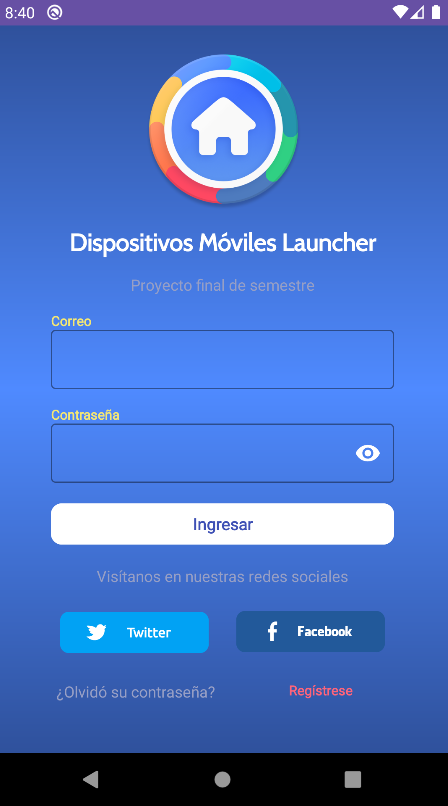 8:40
Dispositivos Móviles Launcher
Proyecto final de semestre
Correo
Contraseña
Ingresar
Visítanos en nuestras redes sociales
Twitter
Facebook
¿Olvidó su contraseña?
Regístrese